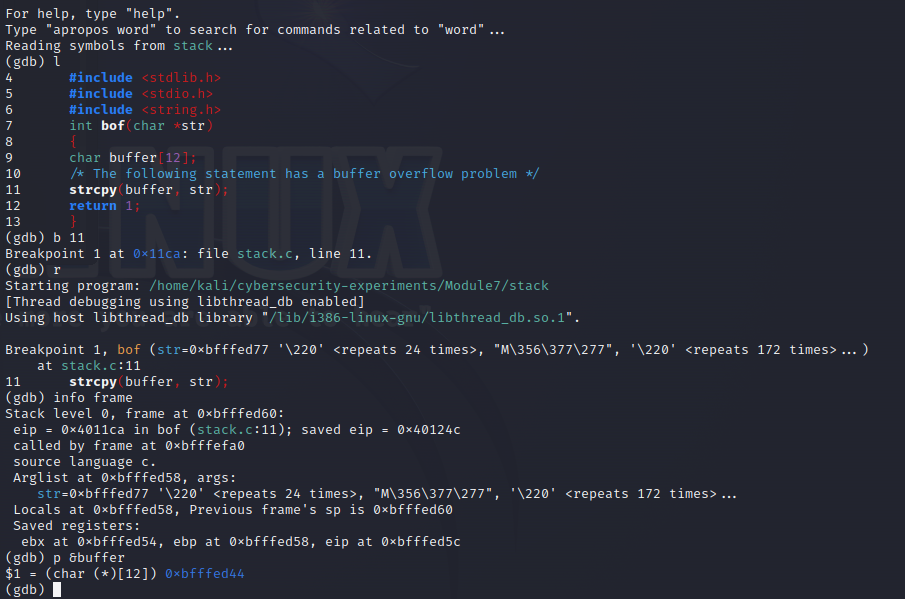 For help, type "help".
Type "apropos word" to search for commands related to "word"...
Reading symbols from stack...
(gdb) l
4       #include <stdlib.h>
5       #include <stdio.h>
6       #include <string.h>
7       int bof(char *str)
8       {
9       char buffer[12];
10      /* The following statement has a buffer overflow problem */
11      strcpy(buffer, str);
12      return 1;
13      }
(gdb) b 11
Breakpoint 1 at 0×11ca: file stack.c, line 11.
(gdb) r
Starting program: /home/kali/cybersecurity-experiments/Module7/stack
[Thread debugging using libthread_db enabled]
Using host libthread_db library "/lib/i386-linux-gnu/libthread_db.so.1".

Breakpoint 1, bof (str=0×bfffed77 '\220' <repeats 24 times>, "M\356\377\277", '\220' <repeats 172 times>...)
    at stack.c:11
11      strcpy(buffer, str);
(gdb) info frame
Stack level 0, frame at 0×bfffed60:
 eip = 0×4011ca in bof (stack.c:11); saved eip = 0×40124c
 called by frame at 0×bfffefa0
 source language c.
 Arglist at 0×bfffed58, args:
    str=0×bfffed77 '\220' <repeats 24 times>, "M\356\377\277", '\220' <repeats 172 times>...
 Locals at 0×bfffed58, Previous frame's sp is 0×bfffed60
 Saved registers:
  ebx at 0×bfffed54, ebp at 0×bfffed58, eip at 0×bfffed5c
(gdb) p &buffer
$1 = (char (*)[12]) 0×bfffed44
(gdb)